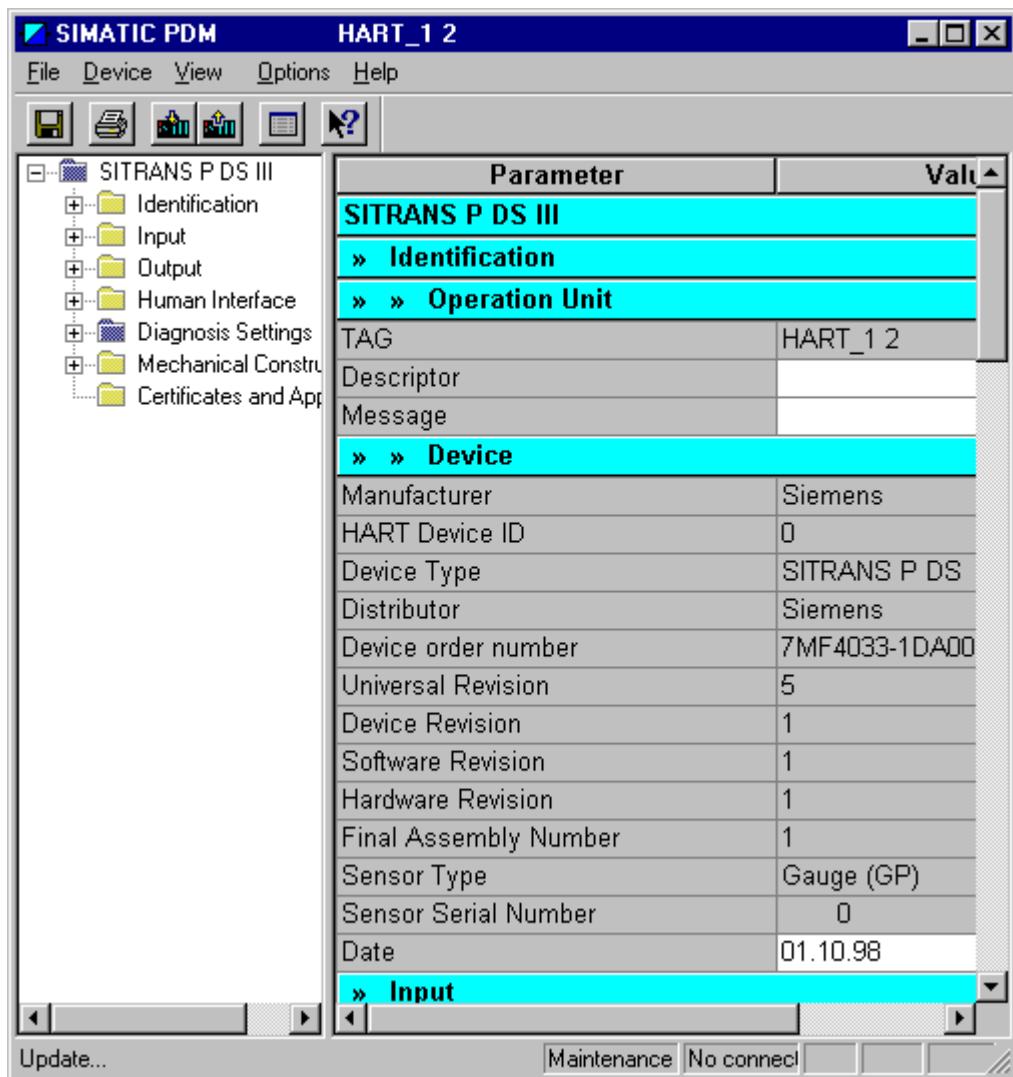 SIMATIC PDM HART_1 2
File Device View Options Help
SITRANS P DS III
Identification
Input
Output
Human Interface
Diagnosis Settings
Mechanical Constru
Certificates and App
Parameter Valu
SITRANS P DS III
» Identification
» » Operation Unit
TAG HART_1 2
Descriptor
Message
» » Device
Manufacturer Siemens
HART Device ID 0
Device Type SITRANS P DS
Distributor Siemens
Device order number 7MF4033-1DA00
Universal Revision 5
Device Revision 1
Software Revision 1
Hardware Revision 1
Final Assembly Number 1
Sensor Type Gauge (GP)
Sensor Serial Number 0
Date 01.10.98
» Input
Update... Maintenance No connect